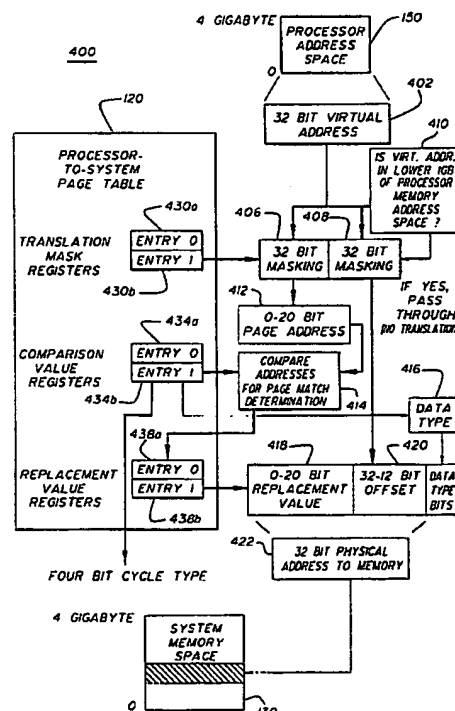 4 GIGABYTE
150
400
PROCESSOR
ADDRESS
SPACE
0
402
120
32 BIT VIRTUAL
ADDRESS
410
PROCESSOR-
TO-SYSTEM
PAGE TABLE
IS VIRT. ADDR.
IN LOWER 1GB
OF PROCESSOR
MEMORY
ADDRESS
SPACE ?
430a
406
408
TRANSLATION
MASK
REGISTERS
ENTRY 0
ENTRY 1
32 BIT
MASKING
32 BIT
MASKING
430b
412
IF YES,
PASS
THROUGH
(NO TRANSLATION)
434a
0-20 BIT
PAGE ADDRESS
COMPARISON
VALUE
REGISTERS
ENTRY 0
ENTRY 1
COMPARE
ADDRESSES
FOR PAGE MATCH
DETERMINATION
416
434b
414
DATA
TYPE
438a
418
420
REPLACEMENT
VALUE
REGISTERS
ENTRY 0
ENTRY 1
0-20 BIT
REPLACEMENT
VALUE
32-12 BIT
OFFSET
DATA
TYPE
BITS
438b
422
32 BIT PHYSICAL
ADDRESS TO MEMORY
FOUR BIT CYCLE TYPE
4 GIGABYTE
SYSTEM
MEMORY
SPACE
0
130